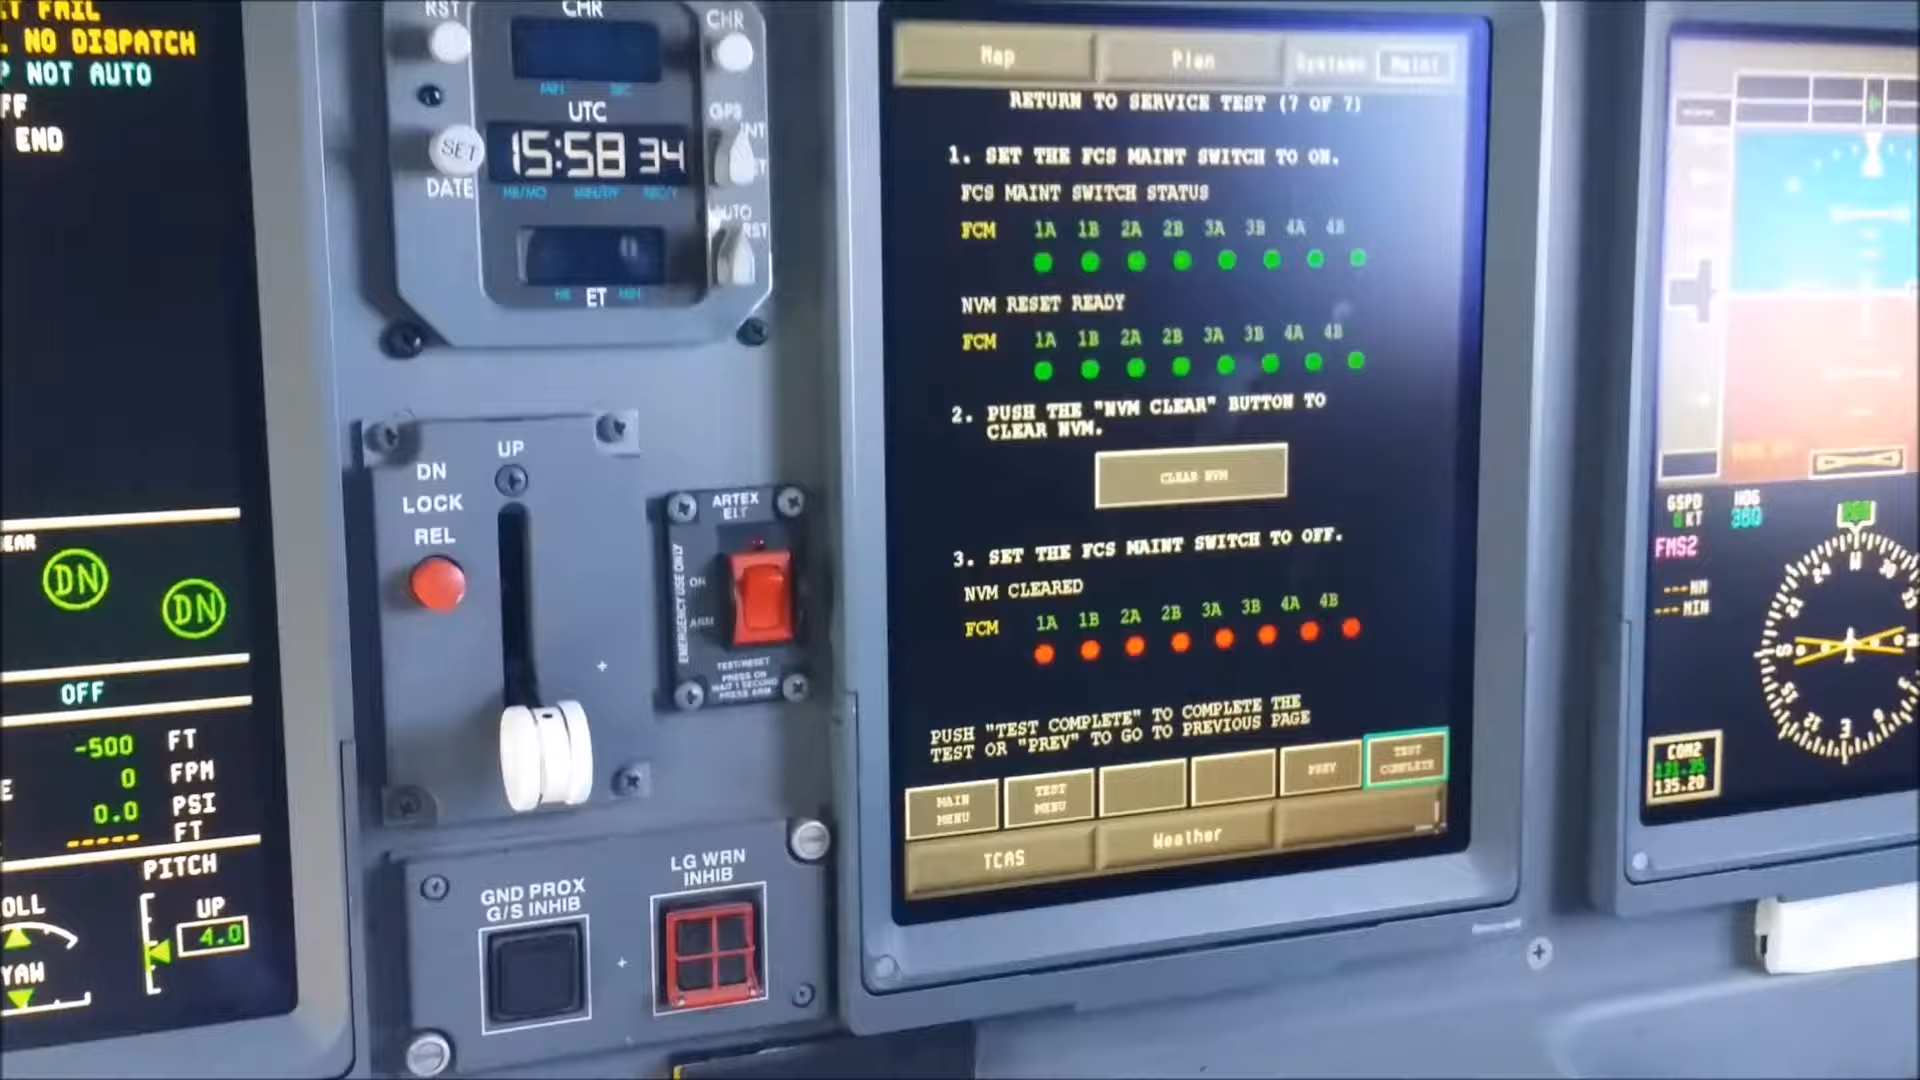 T FAIL
. NO DISPATCH
P NOT AUTO
FF
END
EAR
DN
DN
OFF
-500 FT
E 0 FPM
0.0 PSI
----- FT
PITCH
OLL
UP
4.0
YAW
RST
CHR
CHR
MIN SEC
UTC
GPS
INT
SET
15:58 34
DATE
HR/MO MIN/DY SEC/Y
AUTO
RST
HR ET MIN
UP
DN
LOCK
REL
ARTEX
ELT
EMERGENCY USE ONLY
ON
ARM
TEST/RESET
PRESS ON
WAIT 1 SECOND
PRESS ARM
GND PROX
G/S INHIB
LG WRN
INHIB
Map Plan Systems Maint
RETURN TO SERVICE TEST (7 OF 7)
1. SET THE FCS MAINT SWITCH TO ON.
FCS MAINT SWITCH STATUS
FCM 1A 1B 2A 2B 3A 3B 4A 4B
NVM RESET READY
FCM 1A 1B 2A 2B 3A 3B 4A 4B
2. PUSH THE "NVM CLEAR" BUTTON TO
CLEAR NVM.
CLEAR NVM
3. SET THE FCS MAINT SWITCH TO OFF.
NVM CLEARED
FCM 1A 1B 2A 2B 3A 3B 4A 4B
PUSH "TEST COMPLETE" TO COMPLETE THE
TEST OR "PREV" TO GO TO PREVIOUS PAGE
MAIN
MENU
TEST
MENU
PREV
TEST
COMPLETE
TCAS Weather
GSPD
0 KT
HDG
360
FMS2
--- NM
--- MIN
COM2
131.35
135.20